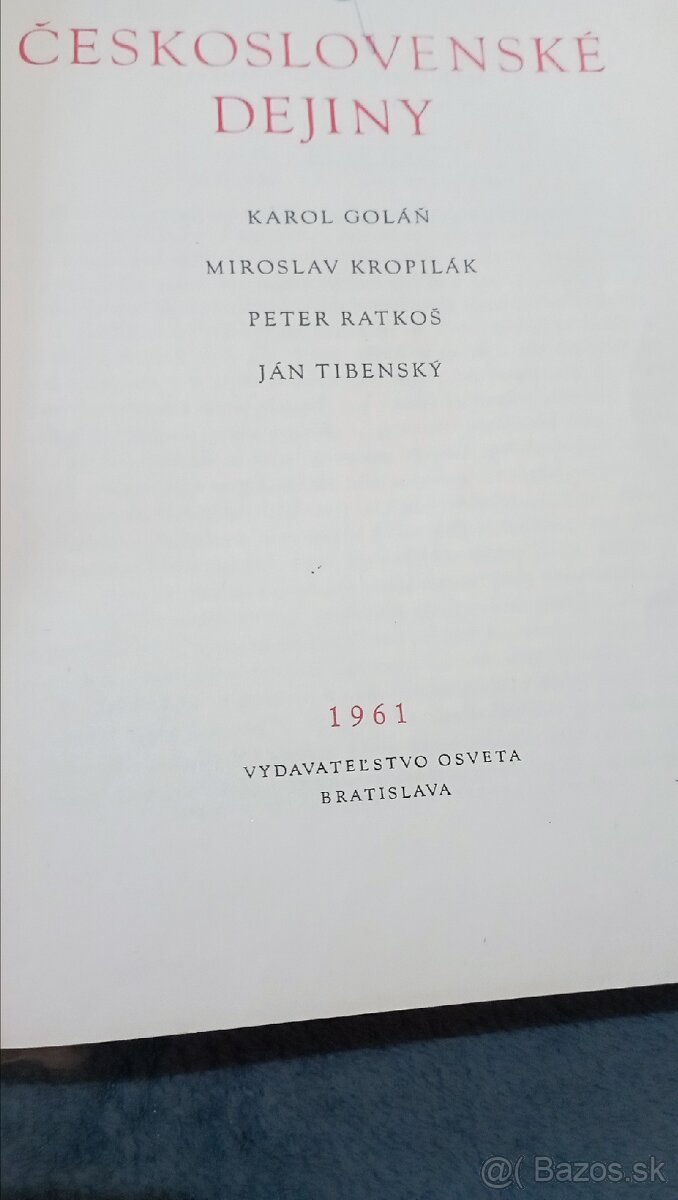 ČESKOSLOVENSKÉ
DEJINY
KAROL GOLÁŇ
MIROSLAV KROPILÁK
PETER RATKOŠ
JÁN TIBENSKÝ
1961
VYDAVATEĽSTVO OSVETA
BRATISLAVA
@( Bazos.sk